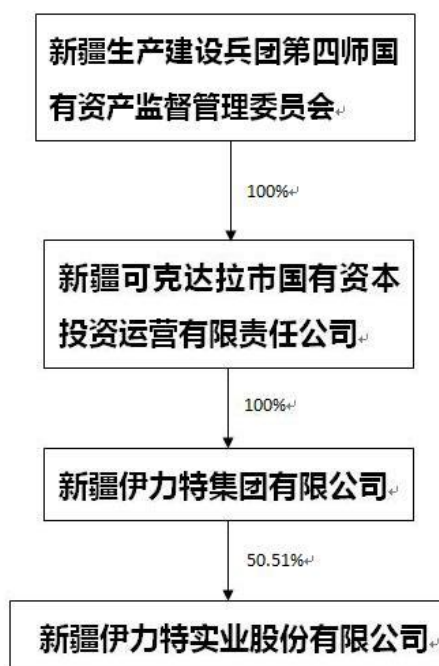 新疆生产建设兵团第四师国
有资产监督管理委员会
100%
新疆可克达拉市国有资本
投资运营有限责任公司
100%
新疆伊力特集团有限公司
50.51%
新疆伊力特实业股份有限公司